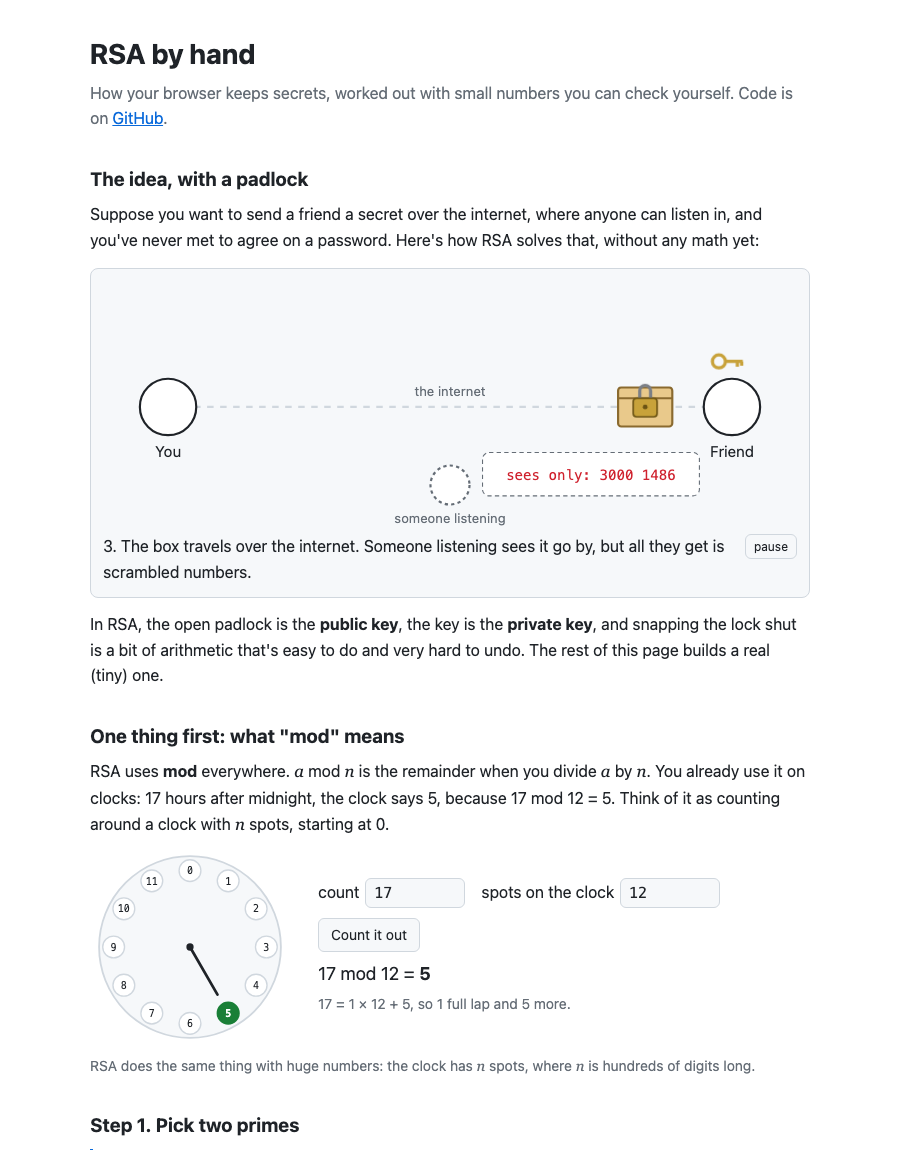 RSA by hand
How your browser keeps secrets, worked out with small numbers you can check yourself. Code is
on GitHub.
The idea, with a padlock
Suppose you want to send a friend a secret over the internet, where anyone can listen in, and
you've never met to agree on a password. Here's how RSA solves that, without any math yet:
the internet
You
Friend
sees only: 3000 1486
someone listening
3. The box travels over the internet. Someone listening sees it go by, but all they get is
scrambled numbers.
pause
In RSA, the open padlock is the public key, the key is the private key, and snapping the lock shut
is a bit of arithmetic that's easy to do and very hard to undo. The rest of this page builds a real
(tiny) one.
One thing first: what "mod" means
RSA uses mod everywhere. a mod n is the remainder when you divide a by n. You already use it on
clocks: 17 hours after midnight, the clock says 5, because 17 mod 12 = 5. Think of it as counting
around a clock with n spots, starting at 0.
0
1
2
3
4
5
6
7
8
9
10
11
count 17 spots on the clock 12
Count it out
17 mod 12 = 5
17 = 1 × 12 + 5, so 1 full lap and 5 more.
RSA does the same thing with huge numbers: the clock has n spots, where n is hundreds of digits long.
Step 1. Pick two primes